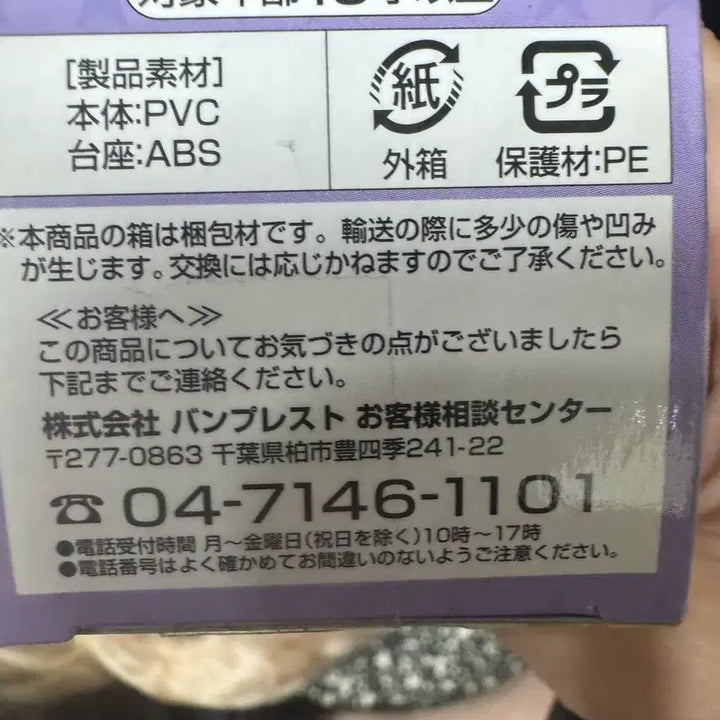 [製品素材]
本体:PVC
台座:ABS
紙
外箱
プラ
保護材:PE
※本商品の箱は梱包材です。輸送の際に多少の傷や凹み
が生じます。交換には応じかねますのでご了承ください。
≪お客様へ≫
この商品についてお気づきの点がございましたら
下記までご連絡ください。
株式会社 バンプレスト お客様相談センター
〒277-0863 千葉県柏市豊四季241-22
☎ 04-7146-1101
●電話受付時間 月～金曜日(祝日を除く)10時～17時
●電話番号はよく確かめてお間違いのないようご注意ください。